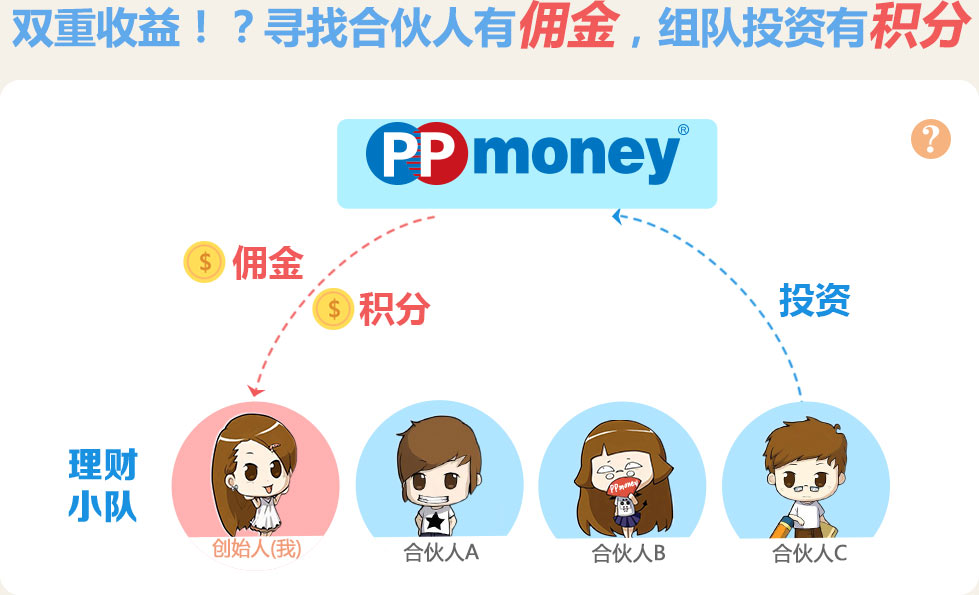 双重收益！？寻找合伙人有佣金，组队投资有积分
PPmoney®
?
$ 佣金
$ 积分
投资
理财
小队
PPmoney
创始人(我)
合伙人A
合伙人B
合伙人C